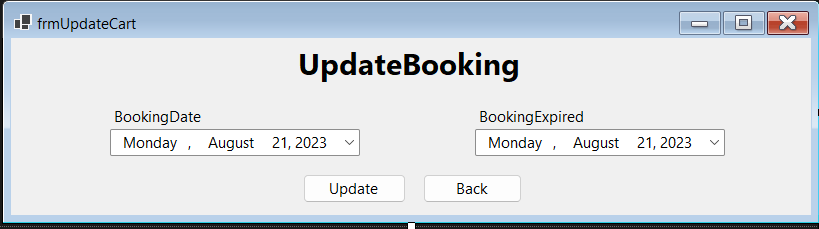 frmUpdateCart
UpdateBooking
BookingDate BookingExpired
Monday , August 21, 2023 Monday , August 21, 2023
Update Back